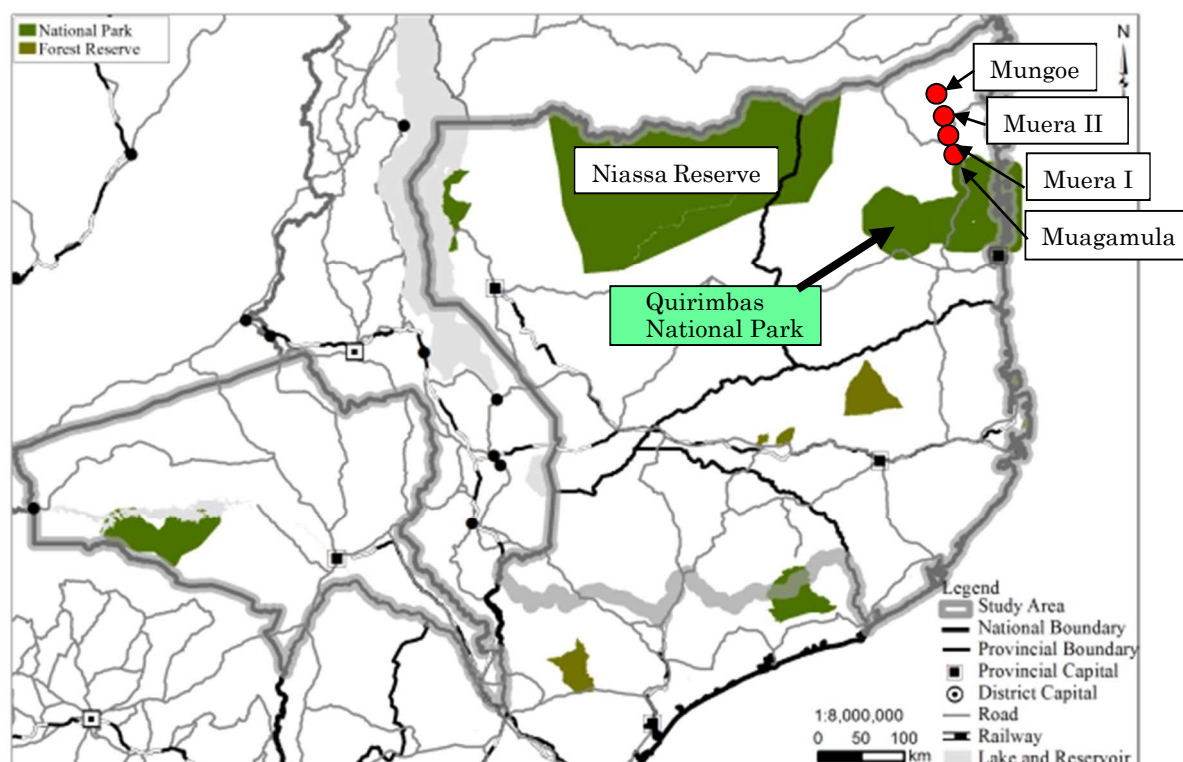 National Park
Forest Reserve
N
Mungoe
Muera II
Niassa Reserve
Muera I
Muagamula
Quirimbas
National Park
Legend
Study Area
National Boundary
Provincial Boundary
Provincial Capital
District Capital
Road
Railway
Lake and Reservoir
1:8,000,000
0 50 100
km